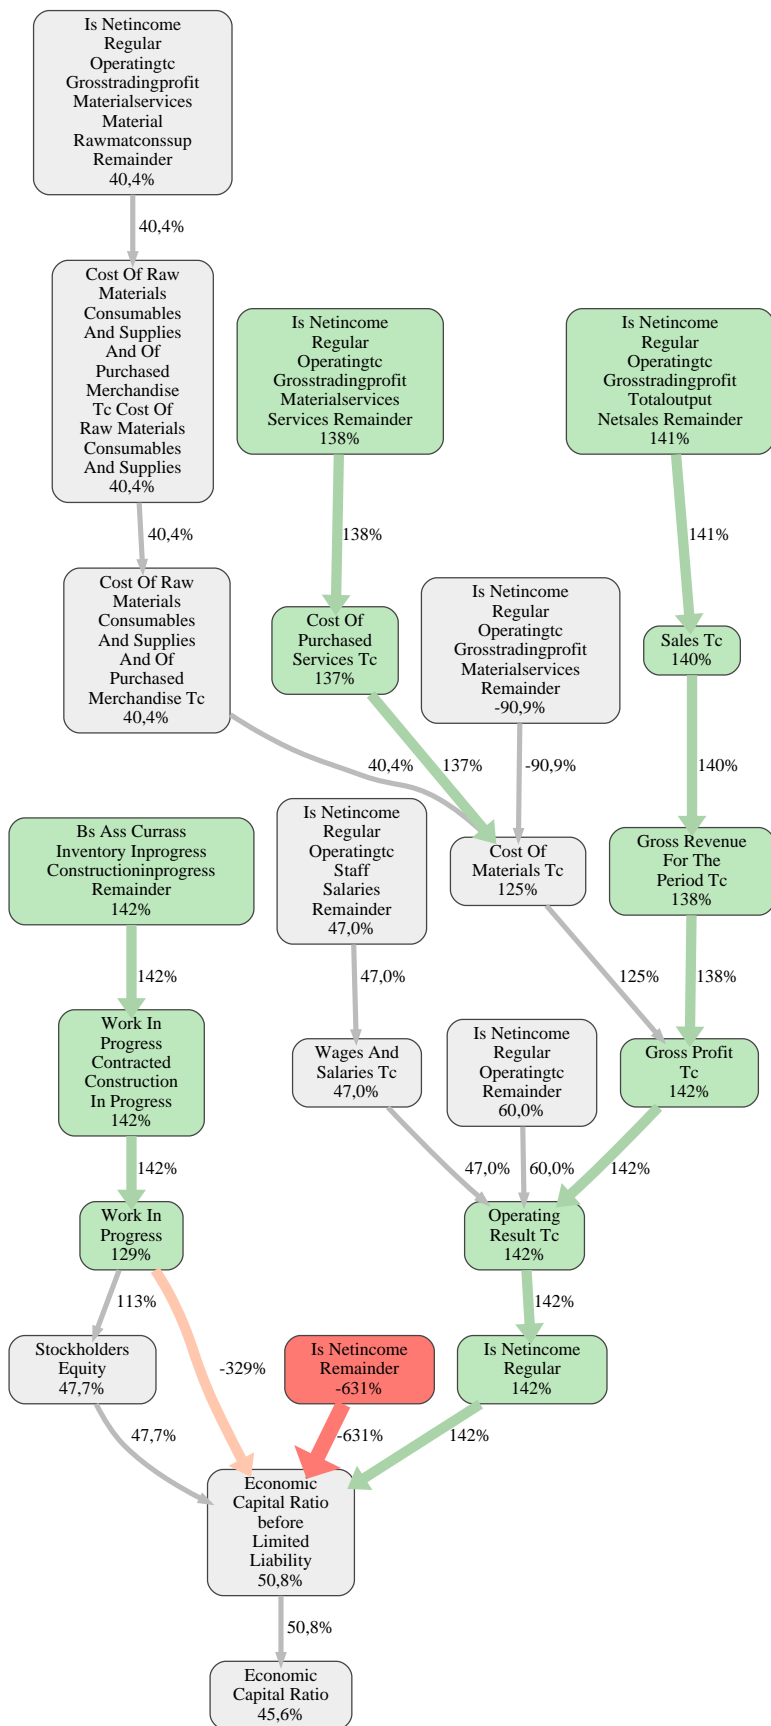 Is Netincome
Regular
Operatingtc
Grosstradingprofit
Materialservices
Material
Rawmatconssup
Remainder
40,4%
40,4%
Cost Of Raw
Materials
Consumables
And Supplies
And Of
Purchased
Merchandise
Tc Cost Of
Raw Materials
Consumables
And Supplies
40,4%
Is Netincome
Regular
Operatingtc
Grosstradingprofit
Materialservices
Services Remainder
138%
Is Netincome
Regular
Operatingtc
Grosstradingprofit
Totaloutput
Netsales Remainder
141%
40,4%
138%
141%
Cost Of Raw
Materials
Consumables
And Supplies
And Of
Purchased
Merchandise Tc
40,4%
Cost Of
Purchased
Services Tc
137%
Is Netincome
Regular
Operatingtc
Grosstradingprofit
Materialservices
Remainder
-90,9%
Sales Tc
140%
40,4%
137%
-90,9%
140%
Bs Ass Currass
Inventory Inprogress
Constructioninprogress
Remainder
142%
Is Netincome
Regular
Operatingtc
Staff
Salaries
Remainder
47,0%
Cost Of
Materials Tc
125%
Gross Revenue
For The
Period Tc
138%
142%
47,0%
125%
138%
Work In
Progress
Contracted
Construction
In Progress
142%
Wages And
Salaries Tc
47,0%
Is Netincome
Regular
Operatingtc
Remainder
60,0%
Gross Profit
Tc
142%
142%
47,0%
60,0%
142%
Work In
Progress
129%
Operating
Result Tc
142%
113%
-329%
142%
Stockholders
Equity
47,7%
Is Netincome
Remainder
-631%
Is Netincome
Regular
142%
47,7%
-631%
142%
Economic
Capital Ratio
before
Limited
Liability
50,8%
50,8%
Economic
Capital Ratio
45,6%